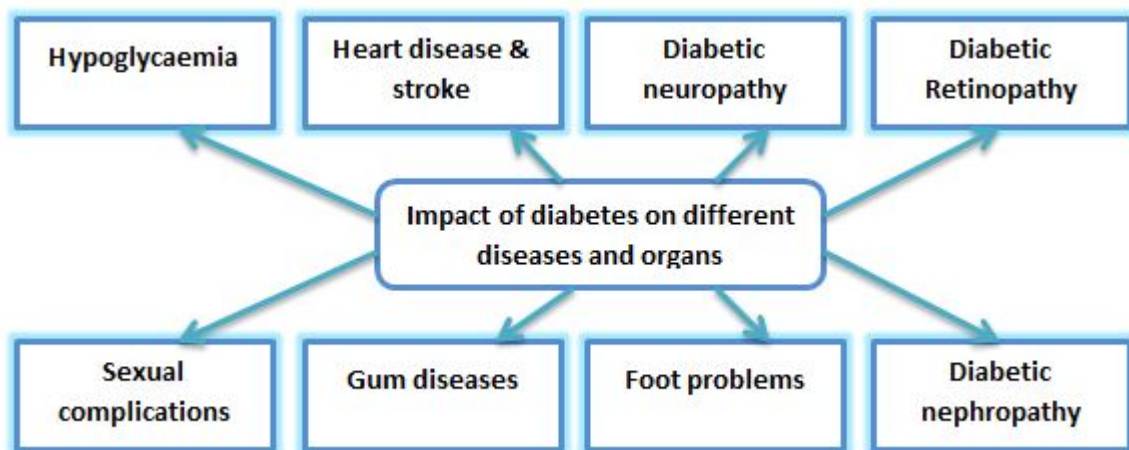 Hypoglycaemia
Heart disease &
stroke
Diabetic
neuropathy
Diabetic
Retinopathy
Impact of diabetes on different
diseases and organs
Sexual
complications
Gum diseases
Foot problems
Diabetic
nephropathy